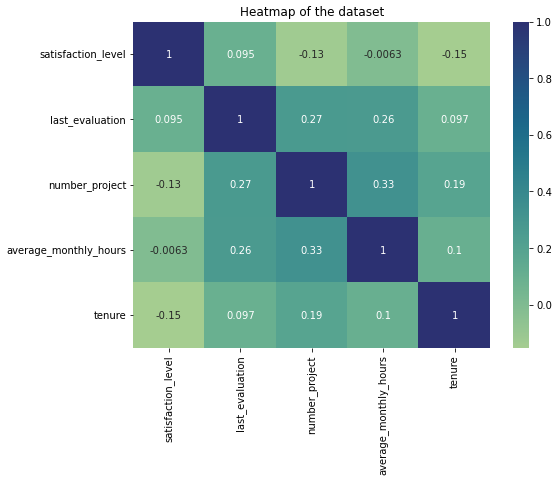 Heatmap of the dataset
satisfaction_level 1 0.095 -0.13 -0.0063 -0.15
last_evaluation 0.095 1 0.27 0.26 0.097
number_project -0.13 0.27 1 0.33 0.19
average_monthly_hours -0.0063 0.26 0.33 1 0.1
tenure -0.15 0.097 0.19 0.1 1
satisfaction_level
last_evaluation
number_project
average_monthly_hours
tenure
1.0
0.8
0.6
0.4
0.2
0.0